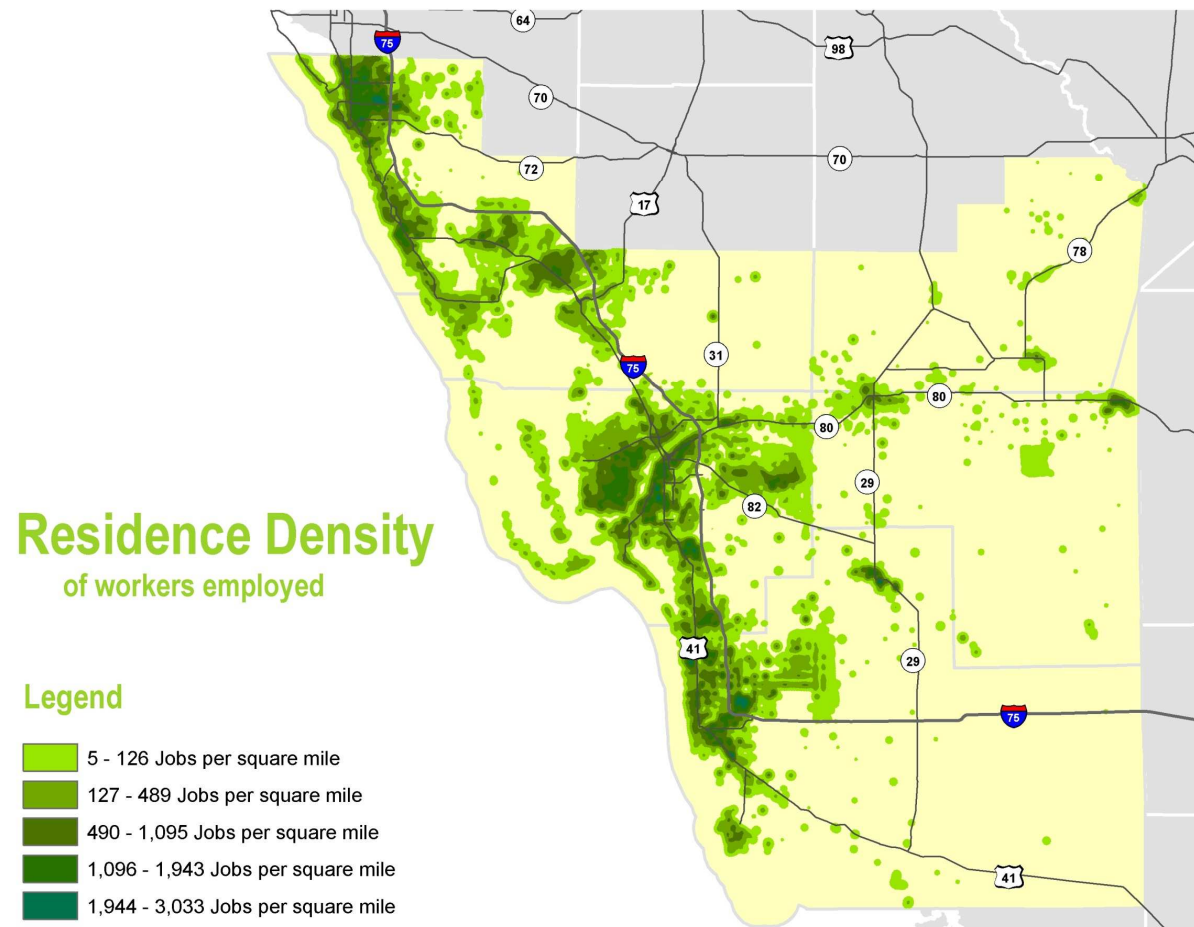 64
75
98
70
70
72
17
78
31
75
80
80
29
82
41
29
75
41
Residence Density
of workers employed
Legend
5 - 126 Jobs per square mile
127 - 489 Jobs per square mile
490 - 1,095 Jobs per square mile
1,096 - 1,943 Jobs per square mile
1,944 - 3,033 Jobs per square mile